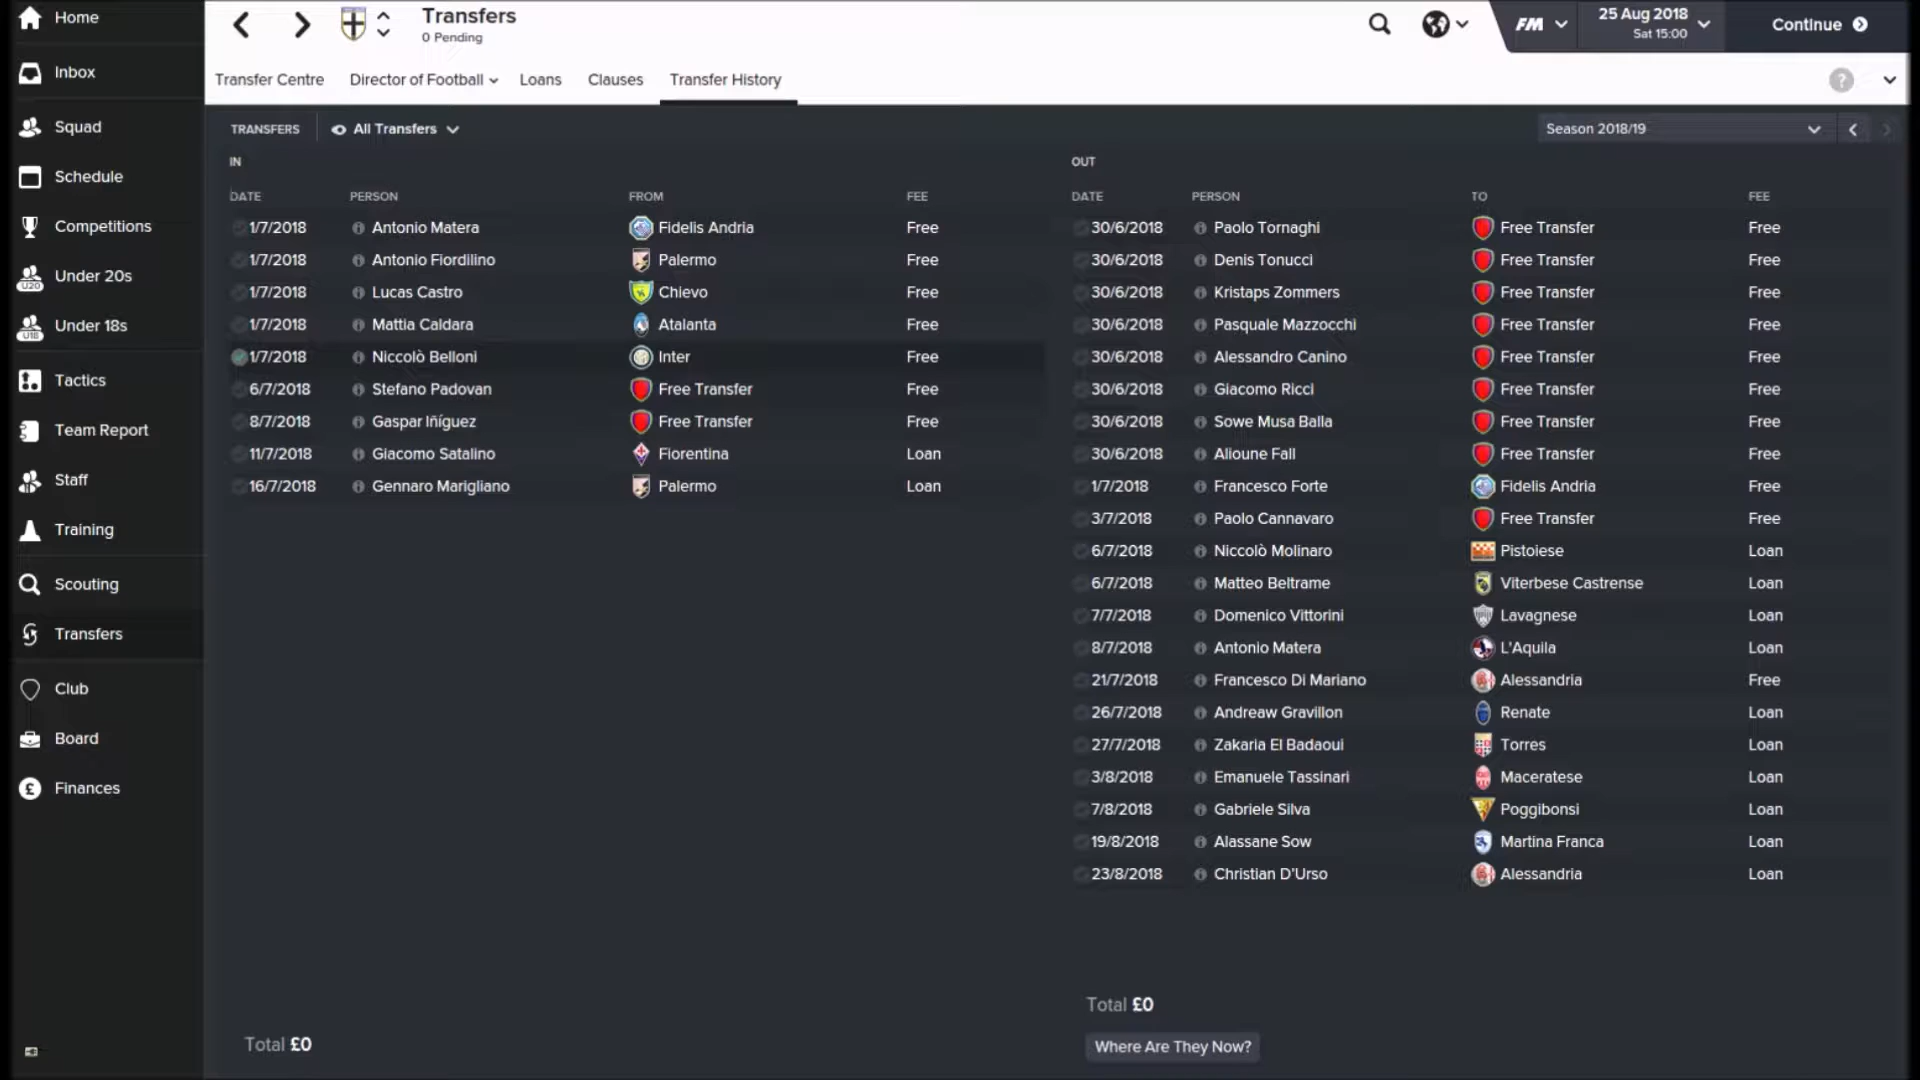 Home
Inbox
Squad
Schedule
Competitions
U20 Under 20s
U18 Under 18s
Tactics
Team Report
Staff
Training
Scouting
Transfers
Club
Board
£ Finances
Transfers
0 Pending
FM
25 Aug 2018
Sat 15:00
Continue
Transfer Centre Director of Football Loans Clauses Transfer History ?
TRANSFERS All Transfers Season 2018/19
IN
DATE PERSON FROM FEE
1/7/2018 Antonio Matera Fidelis Andria Free
1/7/2018 Antonio Fiordilino Palermo Free
1/7/2018 Lucas Castro Chievo Free
1/7/2018 Mattia Caldara Atalanta Free
1/7/2018 Niccolò Belloni Inter Free
6/7/2018 Stefano Padovan Free Transfer Free
8/7/2018 Gaspar Iñíguez Free Transfer Free
11/7/2018 Giacomo Satalino Fiorentina Loan
16/7/2018 Gennaro Marigliano Palermo Loan
Total £0
OUT
DATE PERSON TO FEE
30/6/2018 Paolo Tornaghi Free Transfer Free
30/6/2018 Denis Tonucci Free Transfer Free
30/6/2018 Kristaps Zommers Free Transfer Free
30/6/2018 Pasquale Mazzocchi Free Transfer Free
30/6/2018 Alessandro Canino Free Transfer Free
30/6/2018 Giacomo Ricci Free Transfer Free
30/6/2018 Sowe Musa Balla Free Transfer Free
30/6/2018 Alioune Fall Free Transfer Free
1/7/2018 Francesco Forte Fidelis Andria Free
3/7/2018 Paolo Cannavaro Free Transfer Free
6/7/2018 Niccolò Molinaro Pistoiese Loan
6/7/2018 Matteo Beltrame Viterbese Castrense Loan
7/7/2018 Domenico Vittorini Lavagnese Loan
8/7/2018 Antonio Matera L'Aquila Loan
21/7/2018 Francesco Di Mariano Alessandria Free
26/7/2018 Andreaw Gravillon Renate Loan
27/7/2018 Zakaria El Badaoui Torres Loan
3/8/2018 Emanuele Tassinari Maceratese Loan
7/8/2018 Gabriele Silva Poggibonsi Loan
19/8/2018 Alassane Sow Martina Franca Loan
23/8/2018 Christian D'Urso Alessandria Loan
Total £0
Where Are They Now?